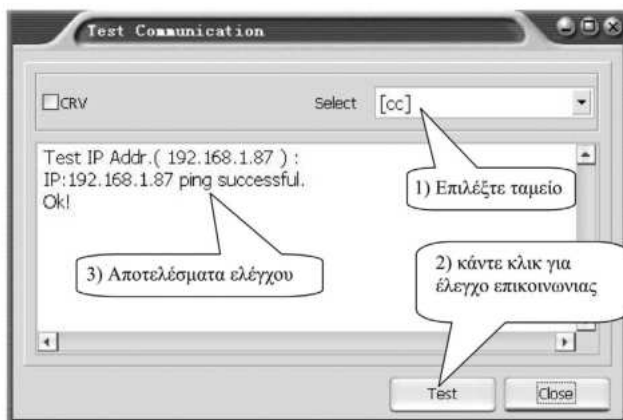 Test Communication
CRV
Select
[cc]
Test IP Addr.( 192.168.1.87 ) :
IP:192.168.1.87 ping successful.
Ok!
1) Επιλέξτε ταμείο
3) Αποτελέσματα ελέγχου
2) κάντε κλικ για
έλεγχο επικοινωνιας
Test
Close